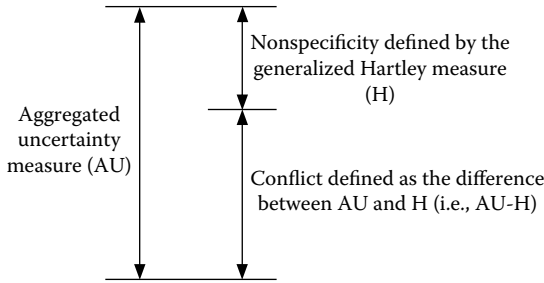 Nonspecificity defined by the
generalized Hartley measure
(H)
Aggregated
uncertainty
measure (AU)
Conflict defined as the difference
between AU and H (i.e., AU-H)